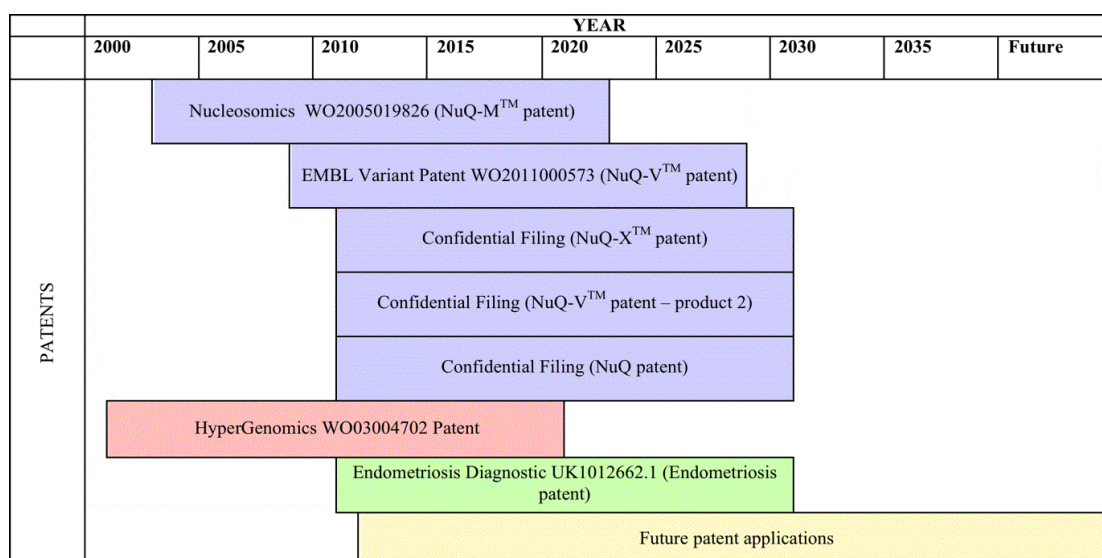 YEAR
2000 2005 2010 2015 2020 2025 2030 2035 Future
PATENTS
Nucleosomics WO2005019826 (NuQ-M™ patent)
EMBL Variant Patent WO2011000573 (NuQ-V™ patent)
Confidential Filing (NuQ-X™ patent)
Confidential Filing (NuQ-V™ patent – product 2)
Confidential Filing (NuQ patent)
HyperGenomics WO03004702 Patent
Endometriosis Diagnostic UK1012662.1 (Endometriosis
patent)
Future patent applications